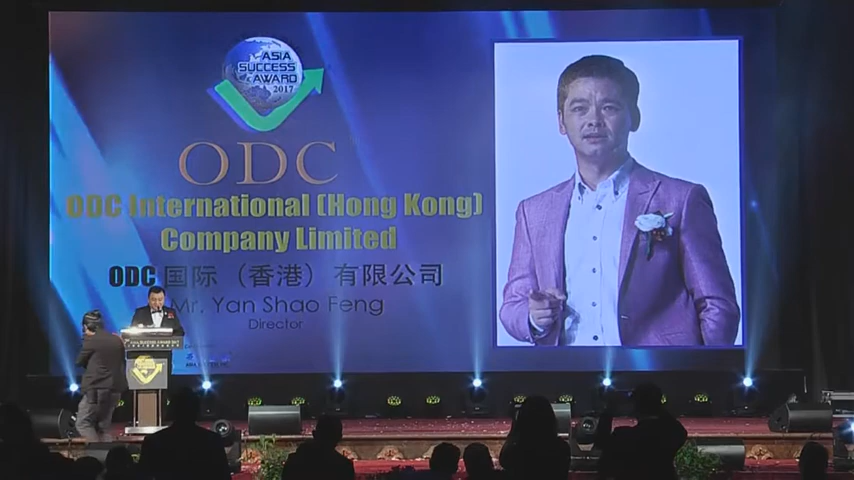 ASIA
SUCCESS
AWARD
2017
ODC
ODC International (Hong Kong)
Company Limited
ODC 国际（香港）有限公司
Mr. Yan Shao Feng
Director